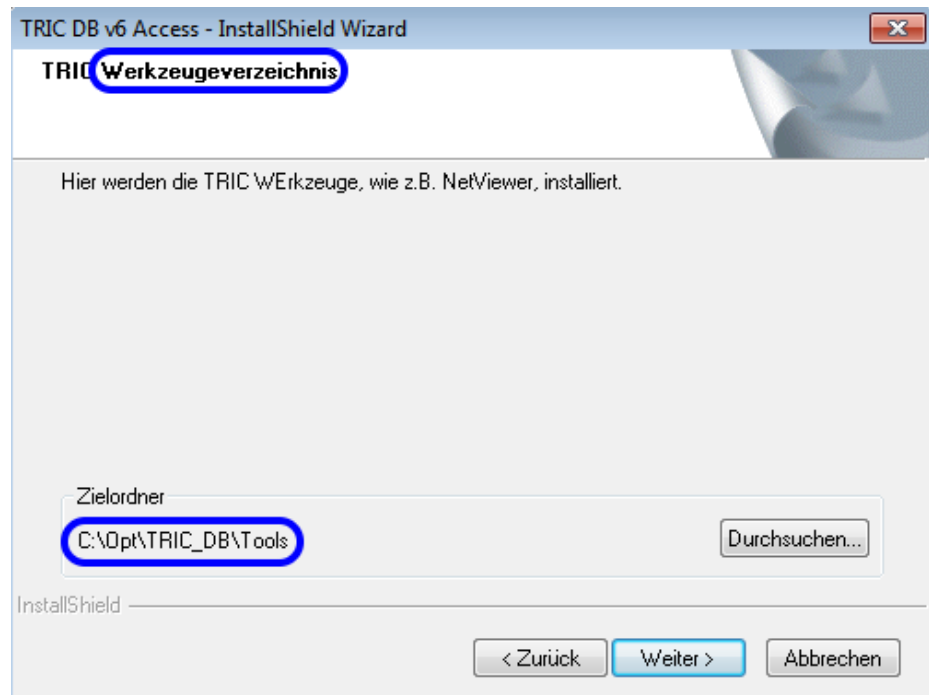 TRIC DB v6 Access - InstallShield Wizard
TRIC Werkzeugeverzeichnis
Hier werden die TRIC WErkzeuge, wie z.B. NetViewer, installiert.
Zielordner
C:\Opt\TRIC_DB\Tools
Durchsuchen...
InstallShield
< Zurück
Weiter >
Abbrechen